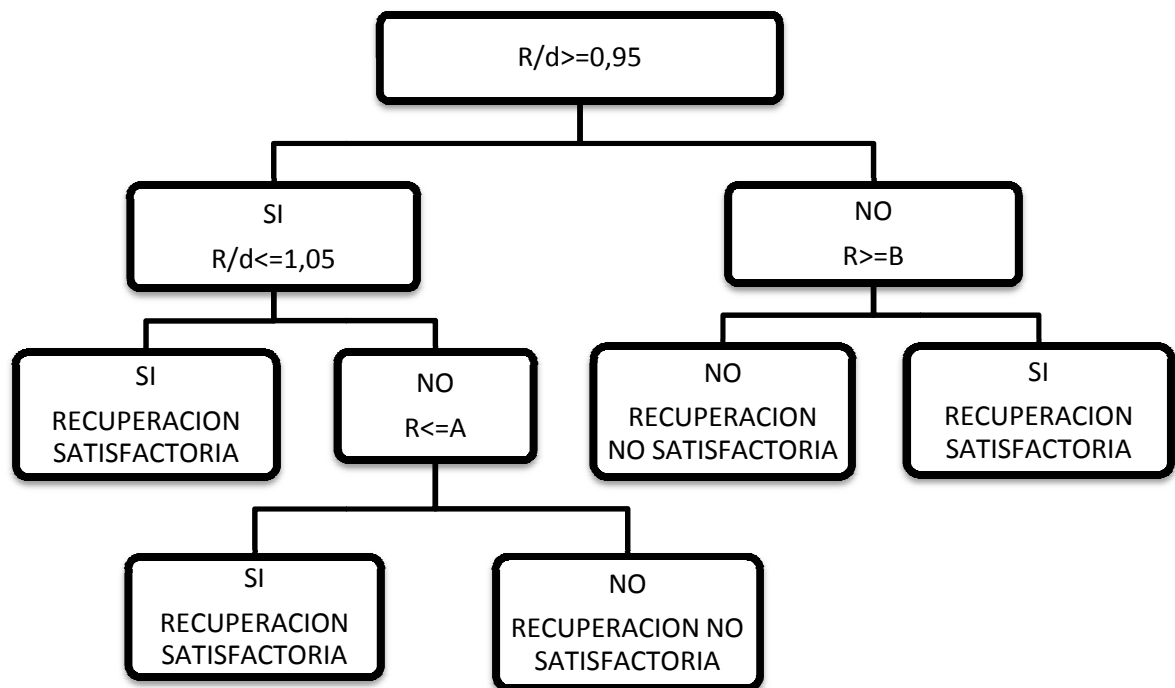 R/d>=0,95
SI
R/d<=1,05
NO
R>=B
SI
RECUPERACION
SATISFACTORIA
NO
R<=A
NO
RECUPERACION
NO SATISFACTORIA
SI
RECUPERACION
SATISFACTORIA
SI
RECUPERACION
SATISFACTORIA
NO
RECUPERACION NO
SATISFACTORIA